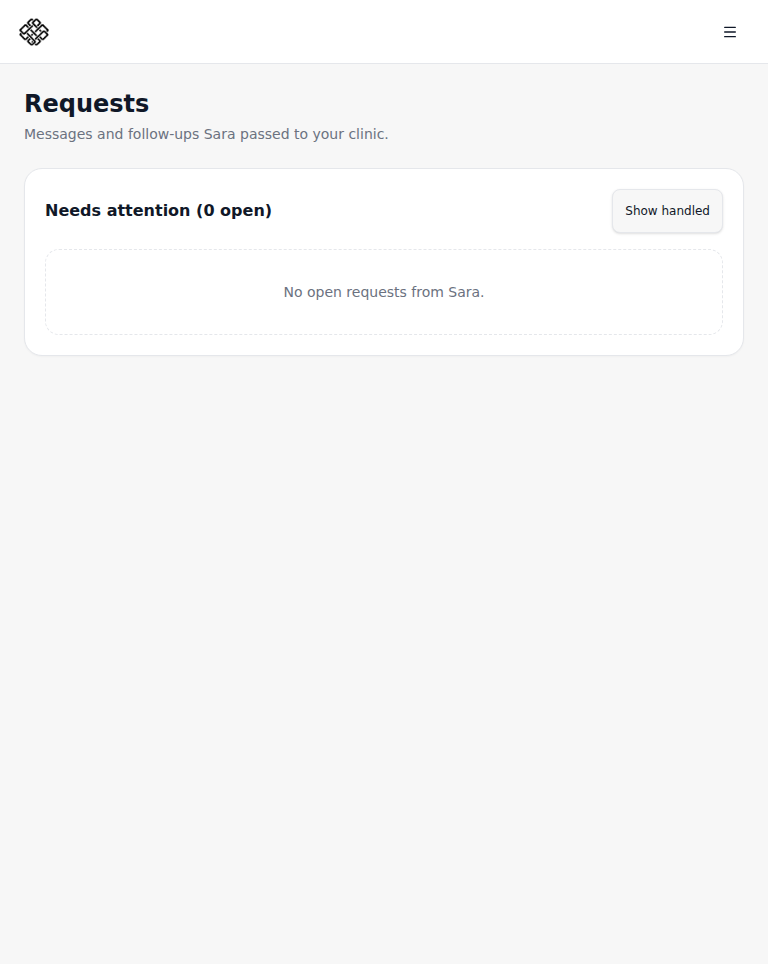 Requests
Messages and follow-ups Sara passed to your clinic.
Needs attention (0 open)
Show handled
No open requests from Sara.